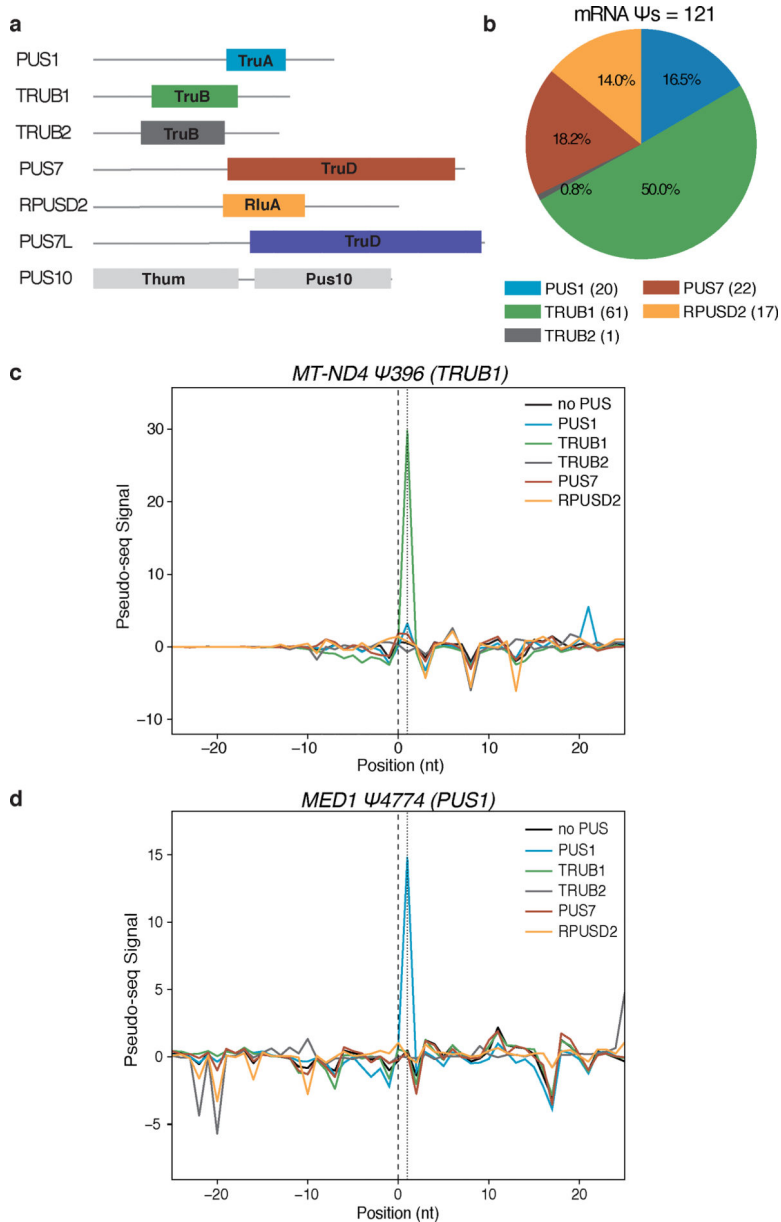 a
PUS1
TruA
TRUB1
TruB
TRUB2
TruB
PUS7
TruD
RPUSD2
RluA
PUS7L
TruD
PUS10
Thum
Pus10
b
mRNA Ψs = 121
14.0%
16.5%
18.2%
0.8%
50.0%
PUS1 (20)
PUS7 (22)
TRUB1 (61)
RPUSD2 (17)
TRUB2 (1)
c
MT-ND4 Ψ396 (TRUB1)
Pseudo-seq Signal
30
20
10
0
−10
no PUS
PUS1
TRUB1
TRUB2
PUS7
RPUSD2
−20
−10
0
10
20
Position (nt)
d
MED1 Ψ4774 (PUS1)
Pseudo-seq Signal
15
10
5
0
−5
no PUS
PUS1
TRUB1
TRUB2
PUS7
RPUSD2
−20
−10
0
10
20
Position (nt)